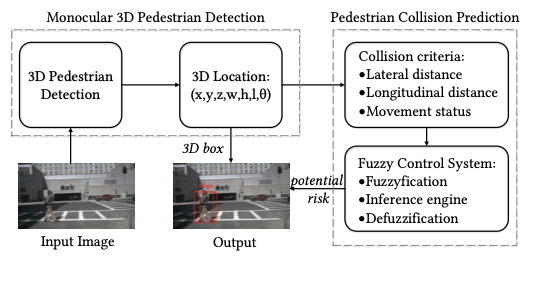 Monocular 3D Pedestrian Detection
3D Pedestrian
Detection
3D Location:
(x,y,z,w,h,l,θ)
3D box
Input Image
Output
Pedestrian Collision Prediction
Collision criteria:
•Lateral distance
•Longitudinal distance
•Movement status
Fuzzy Control System:
•Fuzzyfication
•Inference engine
•Defuzzification
potential
risk